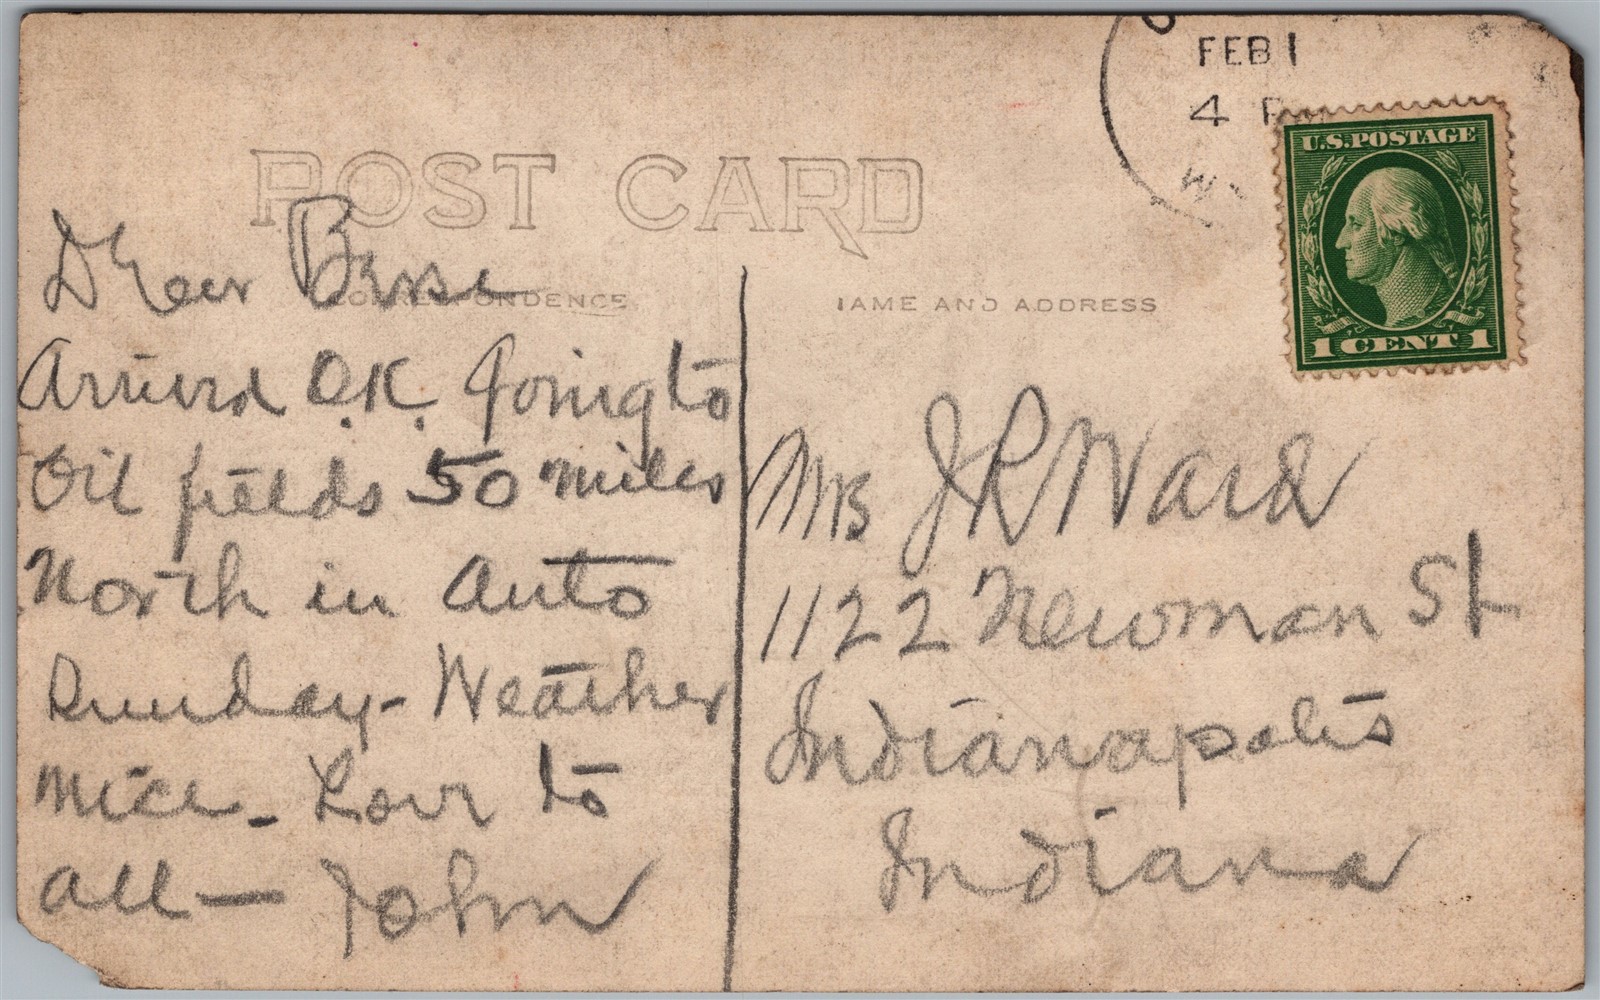 POST CARD
CORRESPONDENCE
NAME AND ADDRESS
FEB 1
4 P
W
U.S. POSTAGE
1 CENT 1
Dear
Arrived O.K. Going to
Oil fields 50 miles
North in Auto
Sunday - Weather
Nice - Love to
all — John
Mrs J R Ward
1122 Newman St
Indianapolis
Indiana